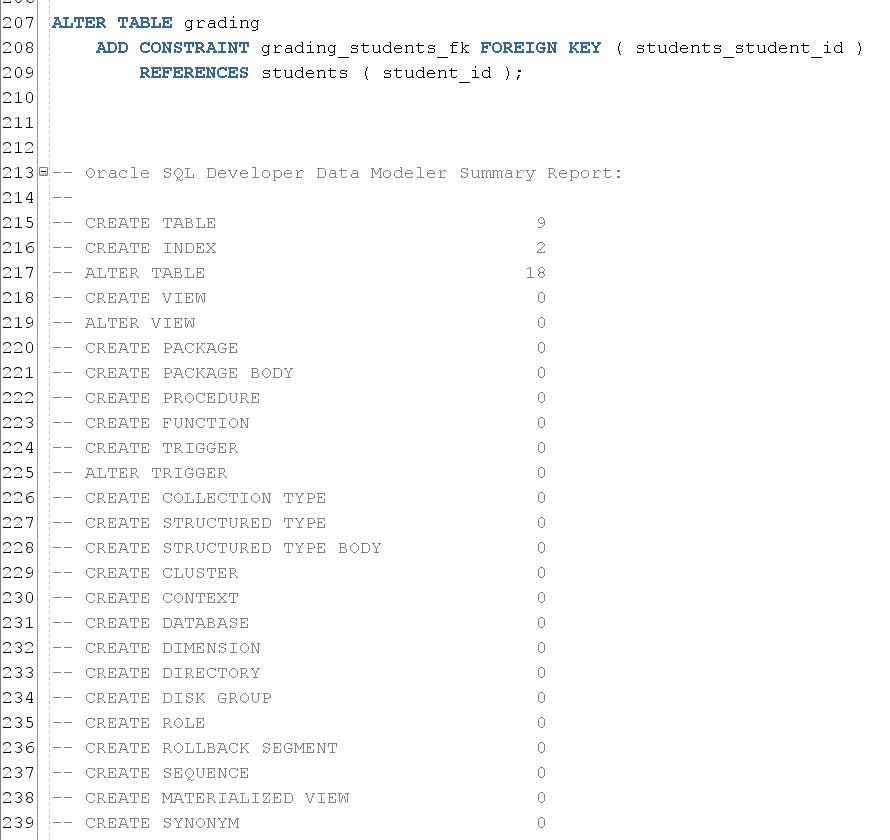 207 ALTER TABLE grading
208     ADD CONSTRAINT grading_students_fk FOREIGN KEY ( students_student_id )
209         REFERENCES students ( student_id );
210
211
212
213 -- Oracle SQL Developer Data Modeler Summary Report:
214 --
215 -- CREATE TABLE                             9
216 -- CREATE INDEX                             2
217 -- ALTER TABLE                             18
218 -- CREATE VIEW                              0
219 -- ALTER VIEW                               0
220 -- CREATE PACKAGE                           0
221 -- CREATE PACKAGE BODY                      0
222 -- CREATE PROCEDURE                         0
223 -- CREATE FUNCTION                          0
224 -- CREATE TRIGGER                           0
225 -- ALTER TRIGGER                            0
226 -- CREATE COLLECTION TYPE                   0
227 -- CREATE STRUCTURED TYPE                   0
228 -- CREATE STRUCTURED TYPE BODY              0
229 -- CREATE CLUSTER                           0
230 -- CREATE CONTEXT                           0
231 -- CREATE DATABASE                          0
232 -- CREATE DIMENSION                         0
233 -- CREATE DIRECTORY                         0
234 -- CREATE DISK GROUP                        0
235 -- CREATE ROLE                              0
236 -- CREATE ROLLBACK SEGMENT                  0
237 -- CREATE SEQUENCE                          0
238 -- CREATE MATERIALIZED VIEW                 0
239 -- CREATE SYNONYM                           0